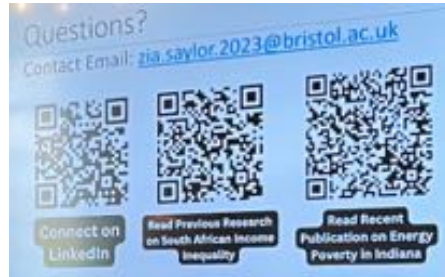 Questions?
Contact Email: zia.saylor.2023@bristol.ac.uk
Connect on
LinkedIn
Read Previous Research
on South African Income
Inequality
Read Recent
Publication on Energy
Poverty in Indiana